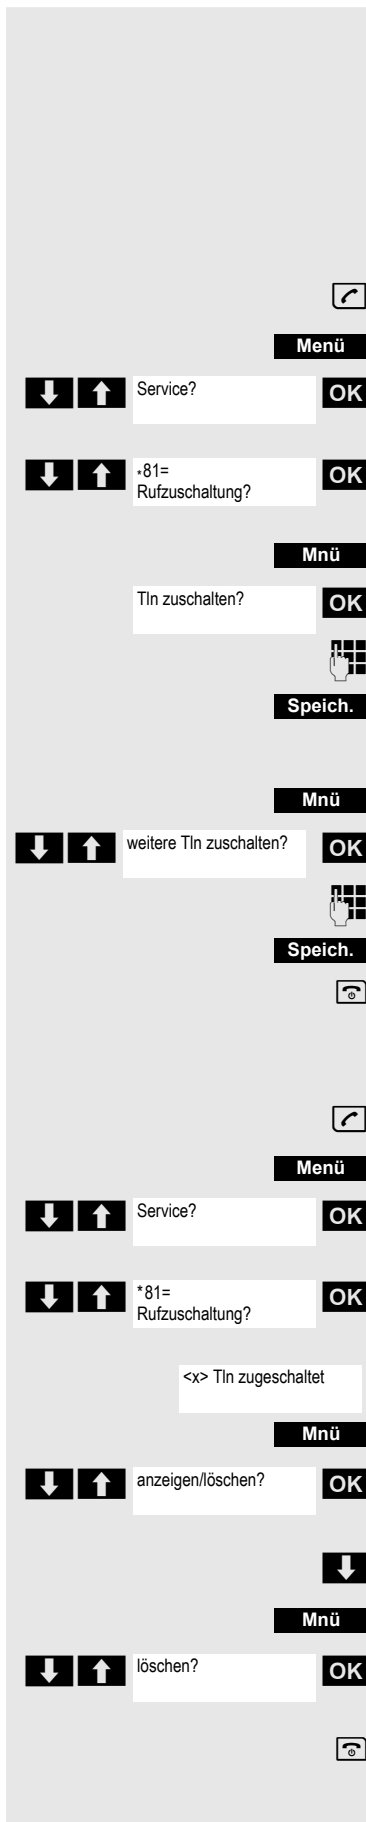 Menü
Service? OK
*81=
Rufzuschaltung? OK
Mnü
Tln zuschalten? OK
Speich.
Mnü
weitere Tln zuschalten? OK
Speich.
Menü
Service? OK
*81=
Rufzuschaltung? OK
<x> Tln zugeschaltet
Mnü
anzeigen/löschen? OK
Mnü
löschen? OK